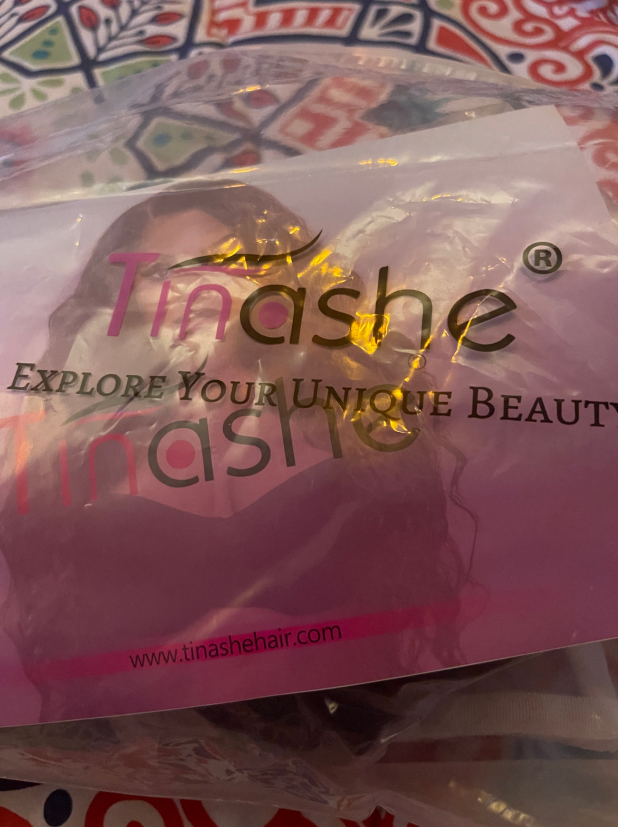 Tinashe ®
EXPLORE YOUR UNIQUE BEAUTY
Tinashe ®
www.tinashehair.com